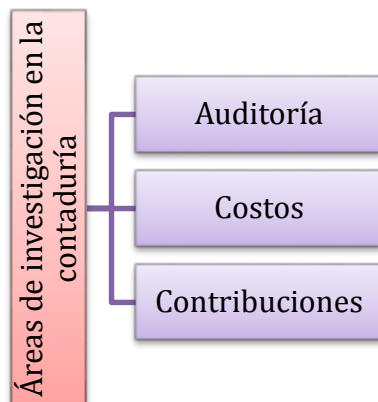 Áreas de investigación en la
contaduría
Auditoría
Costos
Contribuciones